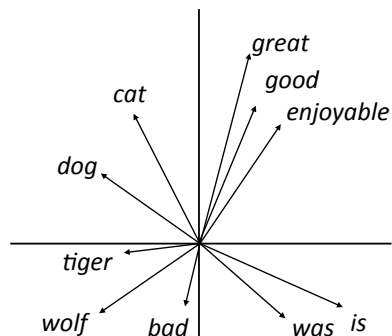 great
good
cat
enjoyable
dog
tiger
wolf
bad
was
is